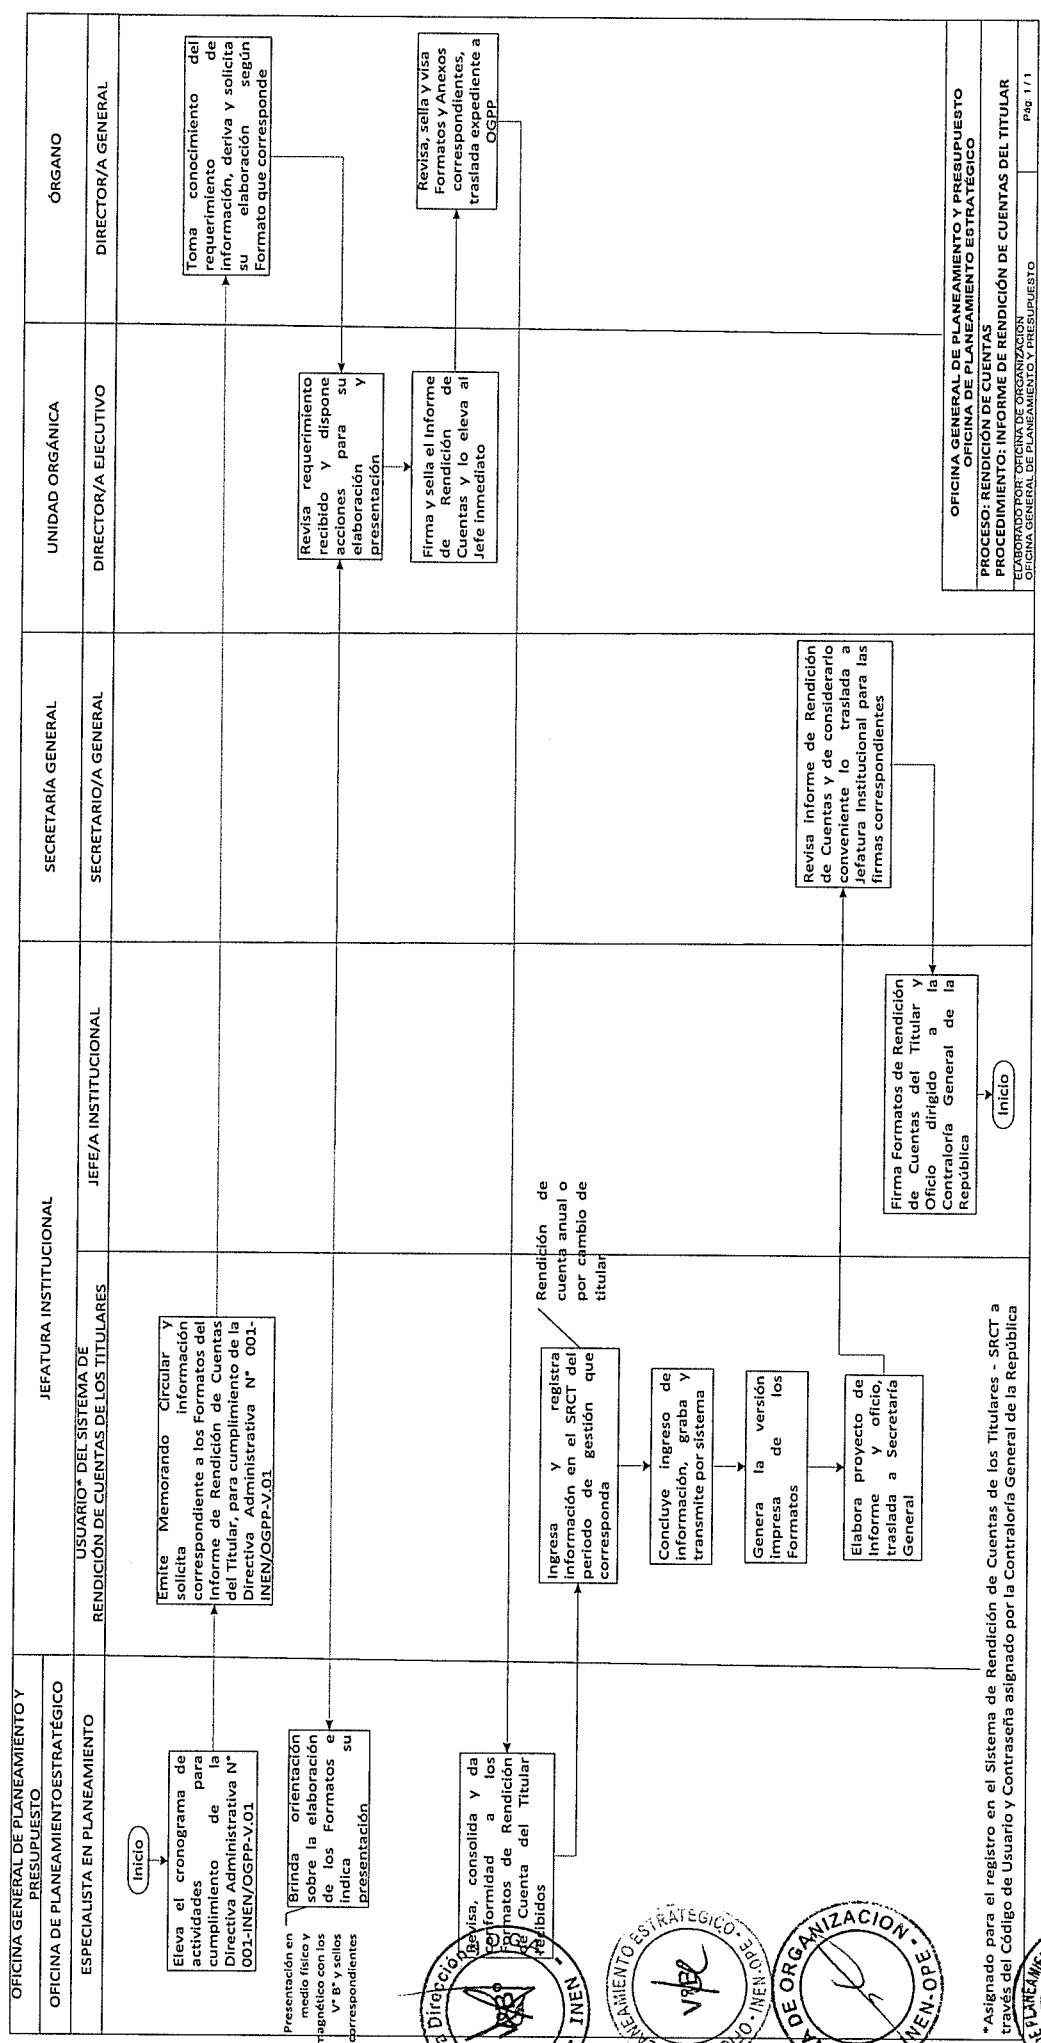 OFICINA GENERAL DE PLANEAMIENTO Y
PRESUPUESTO
OFICINA DE PLANEAMIENTOESTRATÉGICO
ESPECIALISTA EN PLANEAMIENTO
JEFATURA INSTITUCIONAL
USUARIO* DEL SISTEMA DE
RENDICIÓN DE CUENTAS DE LOS TITULARES
JEFE/A INSTITUCIONAL
SECRETARÍA GENERAL
SECRETARIO/A GENERAL
UNIDAD ORGÁNICA
DIRECTOR/A EJECUTIVO
ÓRGANO
DIRECTOR/A GENERAL
Inicio
Eleva el cronograma de
actividades para
cumplimiento de la
Directiva Administrativa N°
001-INEN/OGPP-V.01
Emite Memorando Circular y
solicita información
correspondiente a los Formatos del
Informe de Rendición de Cuentas
del Titular, para cumplimiento de la
Directiva Administrativa N° 001-
INEN/OGPP-V.01
Toma conocimiento del
requerimiento de
información, deriva y solicita
su elaboración según
Formato que corresponde
Presentación en
medio físico y
magnético con los
V° B° y sellos
correspondientes
Brinda orientación
sobre la elaboración
de los Formatos e
indica su
presentación
Revisa requerimiento
recibido y dispone
acciones para su
elaboración y
presentación
Firma y sella el Informe
de Rendición de
Cuentas y lo eleva al
Jefe inmediato
Revisa, sella y visa
Formatos y Anexos
correspondientes,
traslada expediente a
OGPP
Revisa, consolida y da
conformidad a los
Formatos de Rendición
de Cuenta del Titular
recibidos
Ingresa y registra
información en el SRCT del
periodo de gestión que
corresponda
Rendición de
cuenta anual o
por cambio de
titular
Concluye ingreso de
información, graba y
transmite por sistema
Genera la versión
impresa de los
Formatos
Elabora proyecto de
Informe y oficio,
traslada a Secretaría
General
Revisa informe de Rendición
de Cuentas y de considerarlo
conveniente lo traslada a
Jefatura Institucional para las
firmas correspondientes
Firma Formatos de Rendición
de Cuentas del Titular y
Oficio dirigido a la
Contraloría General de la
República
Inicio
*Asignado para el registro en el Sistema de Rendición de Cuentas de los Titulares - SRCT a
través del Código de Usuario y Contraseña asignado por la Contraloría General de la República
OFICINA GENERAL DE PLANEAMIENTO Y PRESUPUESTO
OFICINA DE PLANEAMIENTO ESTRATÉGICO
PROCESO: RENDICIÓN DE CUENTAS
PROCEDIMIENTO: INFORME DE RENDICIÓN DE CUENTAS DEL TITULAR
ELABORADO POR: OFICINA DE ORGANIZACIÓN
OFICINA GENERAL DE PLANEAMIENTO Y PRESUPUESTO
Pág. 1 / 1
Direccion
INEN
VºBº
ESTRATEGICO - INEN-OPE
VºBº
DE ORGANIZACION - INEN-OPE